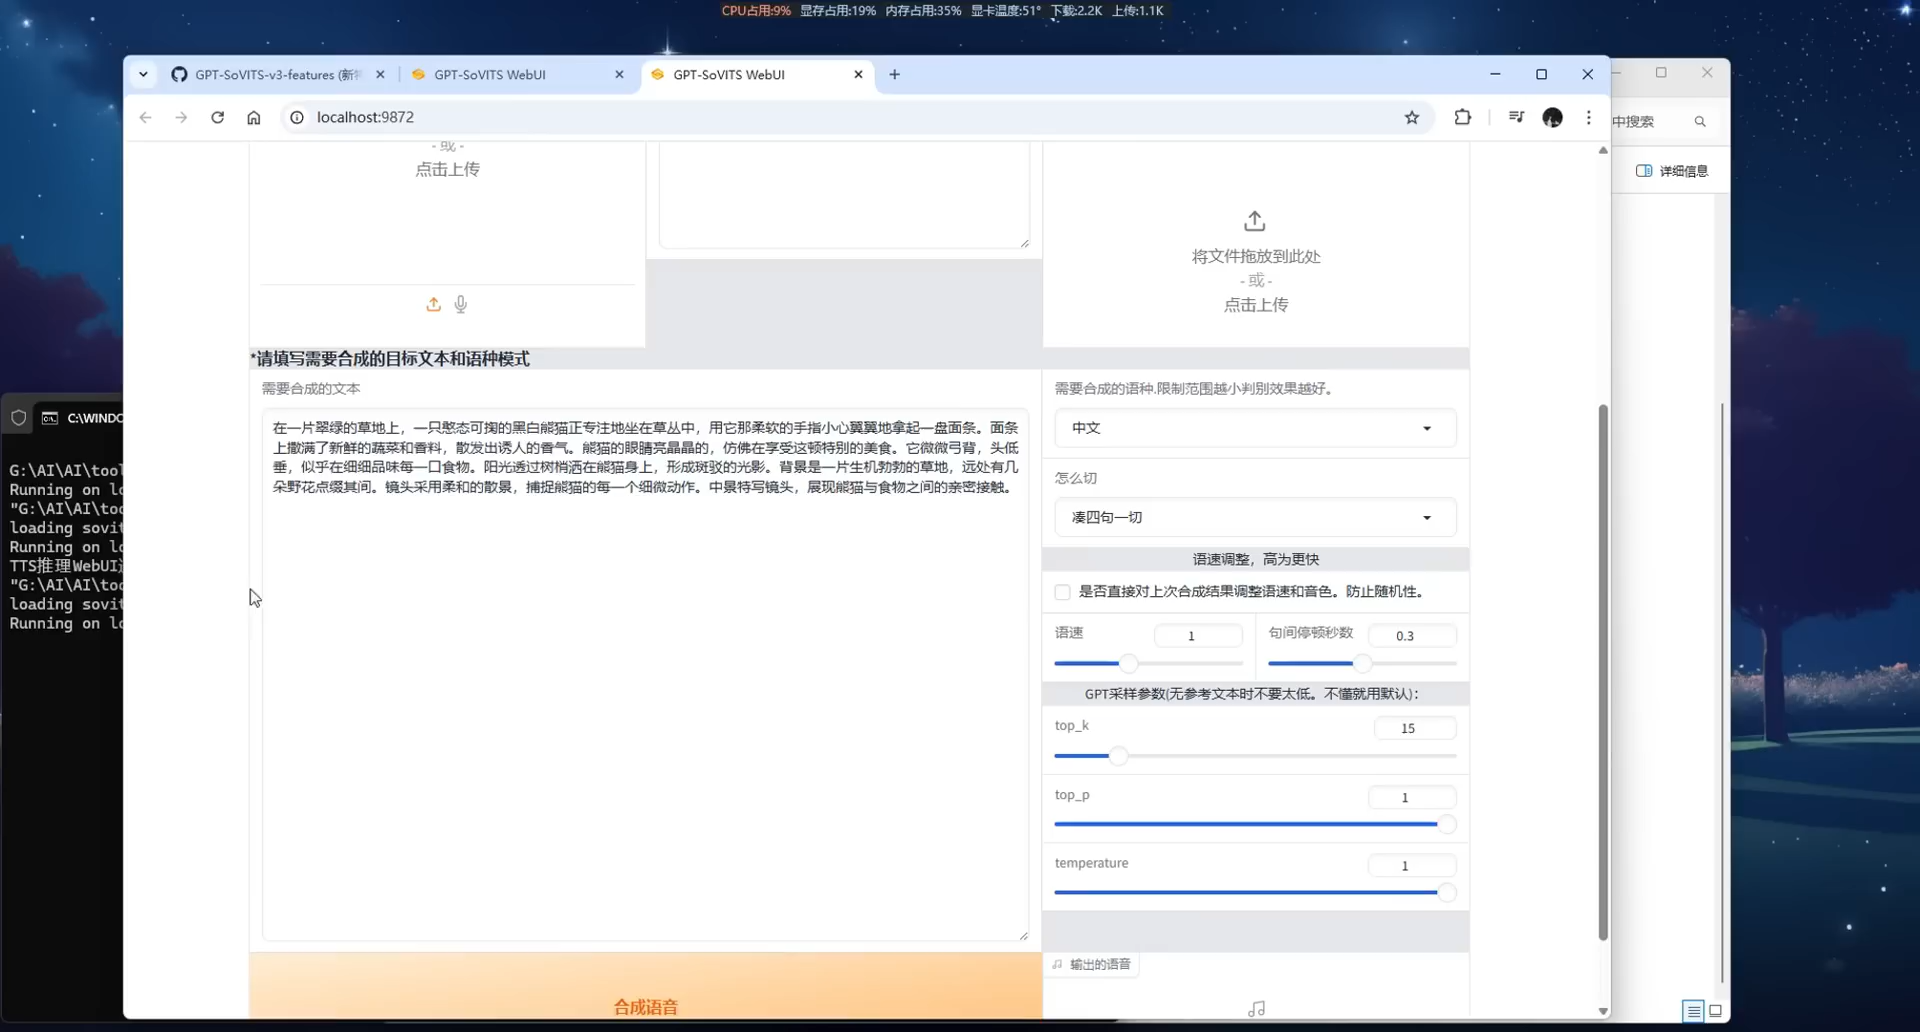 CPU占用:9% 显存占用:19% 内存占用:35% 显卡温度:51° 下载:2.2K 上传:1.1K
GPT-SoVITS-v3-features (新
GPT-SoVITS WebUI
GPT-SoVITS WebUI
localhost:9872
中搜索
详细信息
- 或 -
点击上传
将文件拖放到此处
- 或 -
点击上传
*请填写需要合成的目标文本和语种模式
需要合成的文本
在一片翠绿的草地上，一只憨态可掬的黑白熊猫正专注地坐在草丛中，用它那柔软的手指小心翼翼地拿起一盘面条。面条
上撒满了新鲜的蔬菜和香料，散发出诱人的香气。熊猫的眼睛亮晶晶的，仿佛在享受这顿特别的美食。它微微弓背，头低
垂，似乎在细细品味每一口食物。阳光透过树梢洒在熊猫身上，形成斑驳的光影。背景是一片生机勃勃的草地，远处有几
朵野花点缀其间。镜头采用柔和的散景，捕捉熊猫的每一个细微动作。中景特写镜头，展现熊猫与食物之间的亲密接触。
需要合成的语种.限制范围越小判别效果越好。
中文
怎么切
凑四句一切
语速调整，高为更快
是否直接对上次合成结果调整语速和音色。防止随机性。
语速
1
句间停顿秒数
0.3
GPT采样参数(无参考文本时不要太低。不懂就用默认)：
top_k
15
top_p
1
temperature
1
合成语音
输出的语音
C:\WINDO
G:\AI\AI\tool
Running on lo
"G:\AI\AI\too
loading sovit
Running on lo
TTS推理WebUI
"G:\AI\AI\too
loading sovit
Running on lo